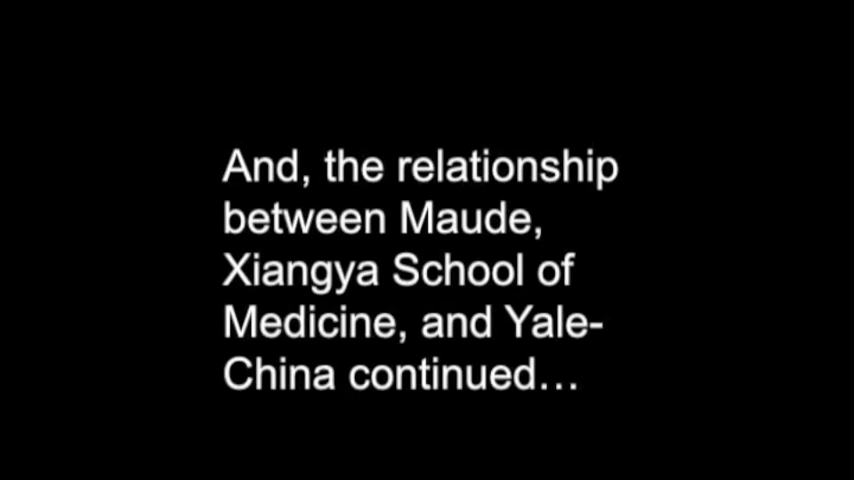 And, the relationship
between Maude,
Xiangya School of
Medicine, and Yale-
China continued…